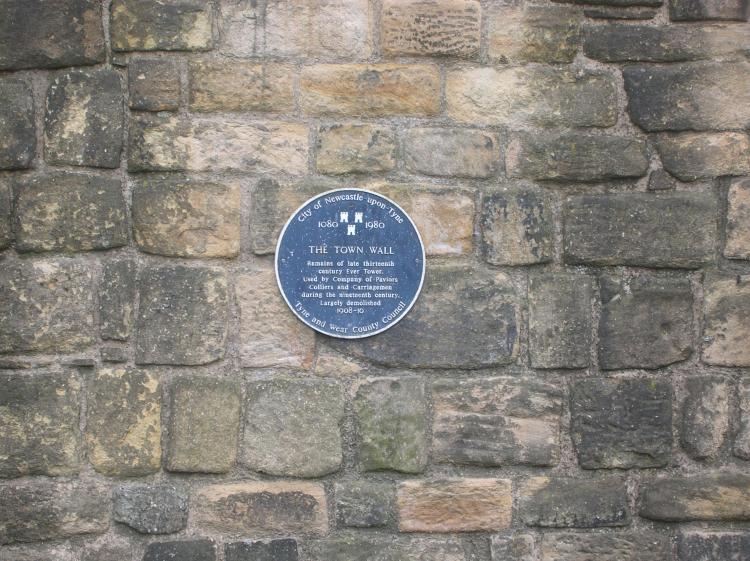 City of Newcastle upon Tyne
1080 1980
THE TOWN WALL
Remains of late thirteenth
century Ever Tower.
Used by Company of Paviors
Colliers and Carriagemen
during the nineteenth century.
Largely demolished
1908-10
Tyne and Wear County Council